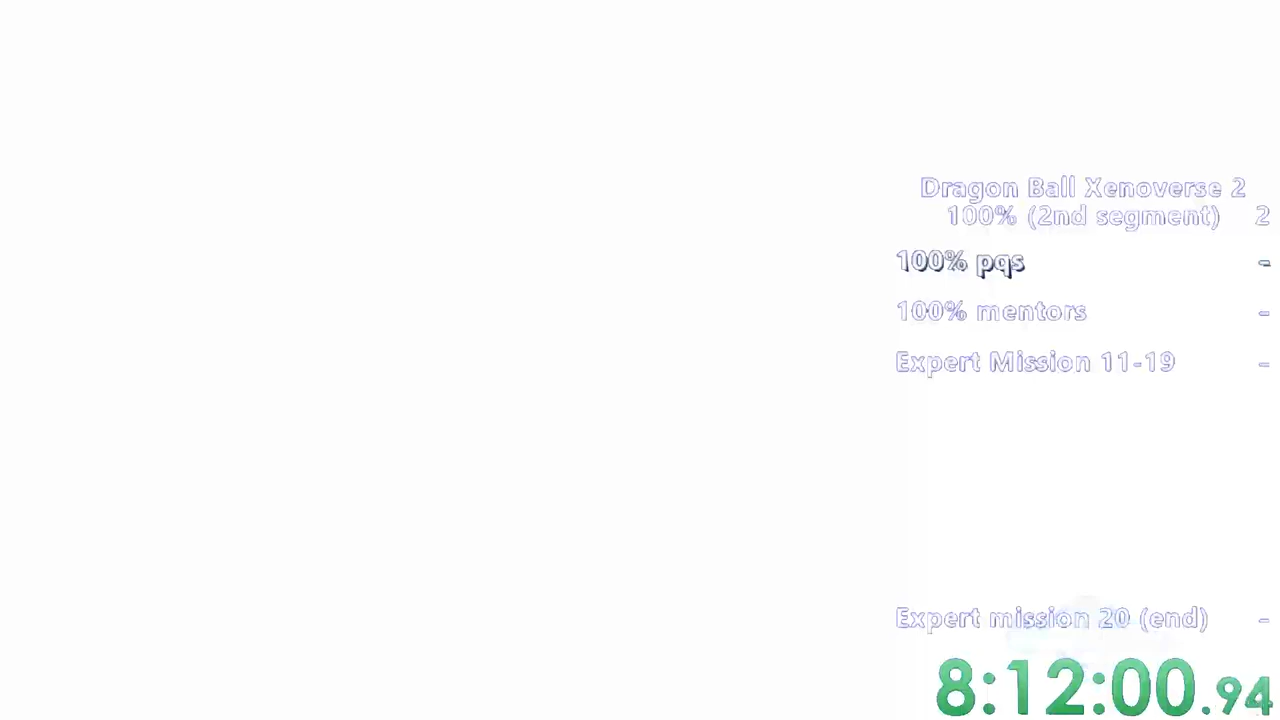 Dragon Ball Xenoverse 2
100% (2nd segment) 2
100% pqs -
100% mentors -
Expert Mission 11-19 -
Expert mission 20 (end) -
8:12:00.94